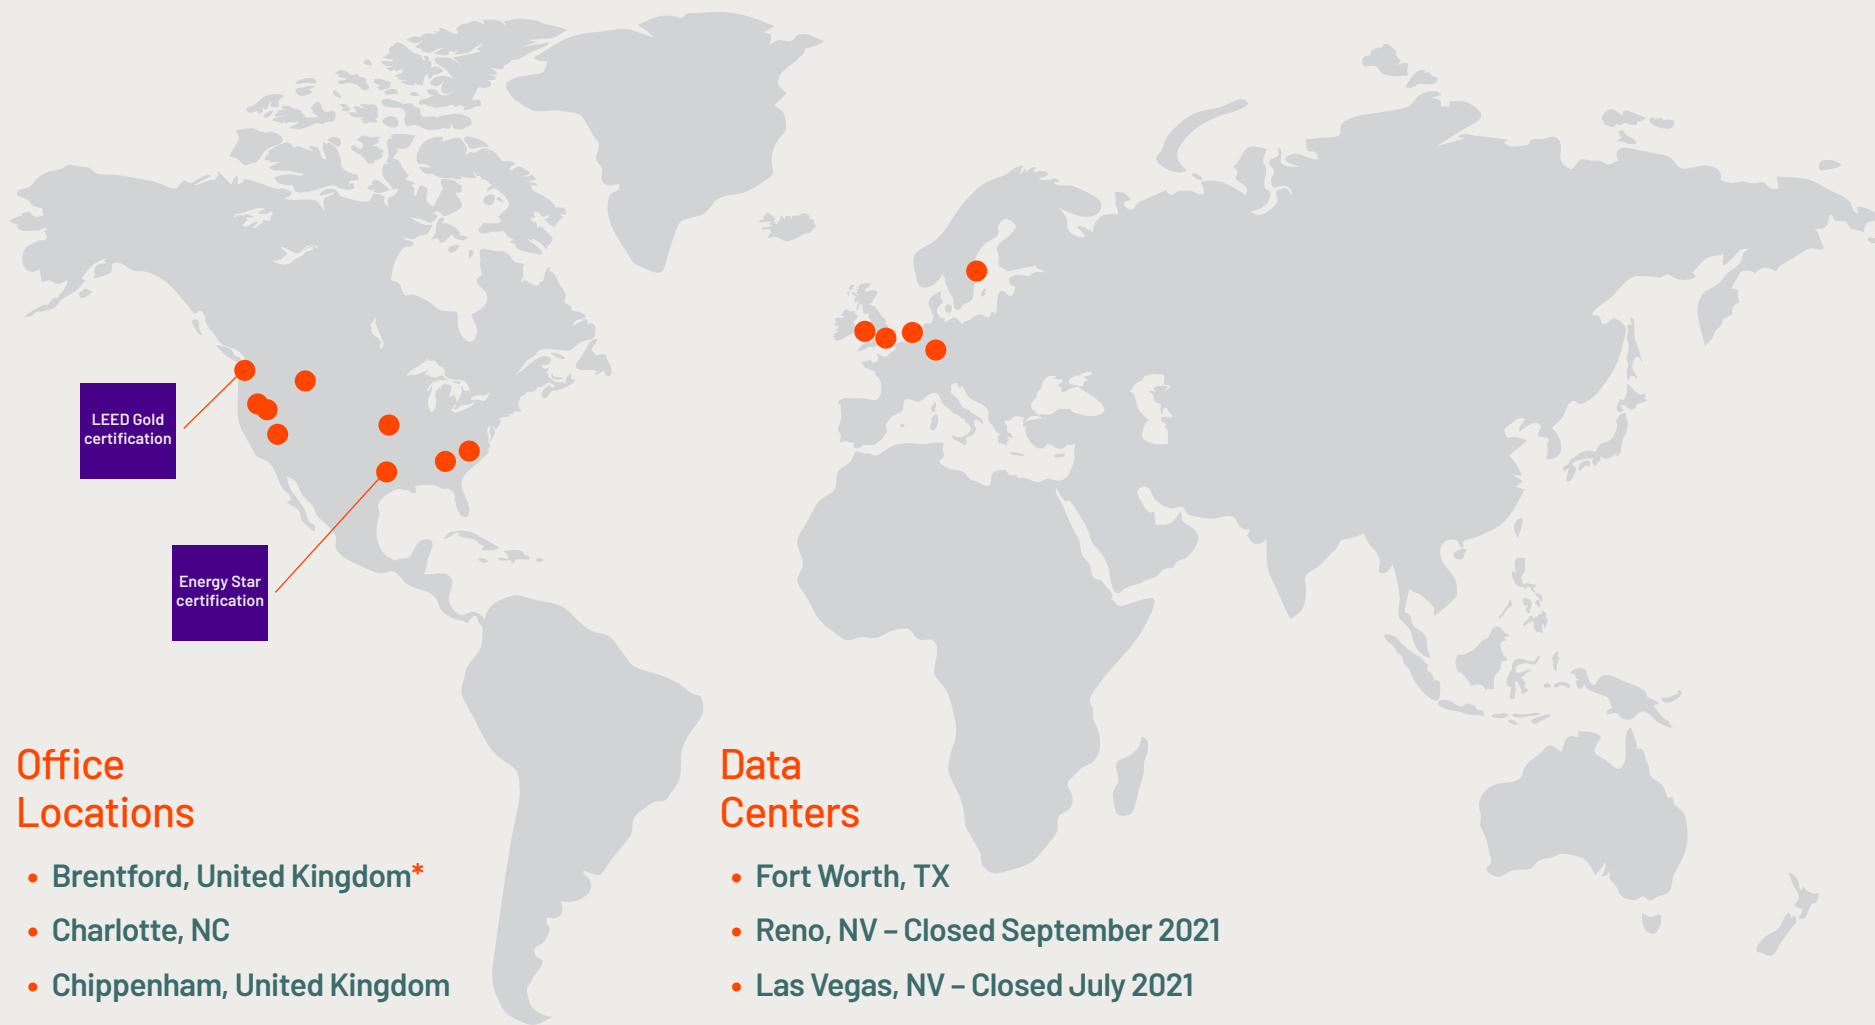 LEED Gold
certification
Energy Star
certification
Office
Locations
• Brentford, United Kingdom*
• Charlotte, NC
• Chippenham, United Kingdom
Data
Centers
• Fort Worth, TX
• Reno, NV – Closed September 2021
• Las Vegas, NV – Closed July 2021